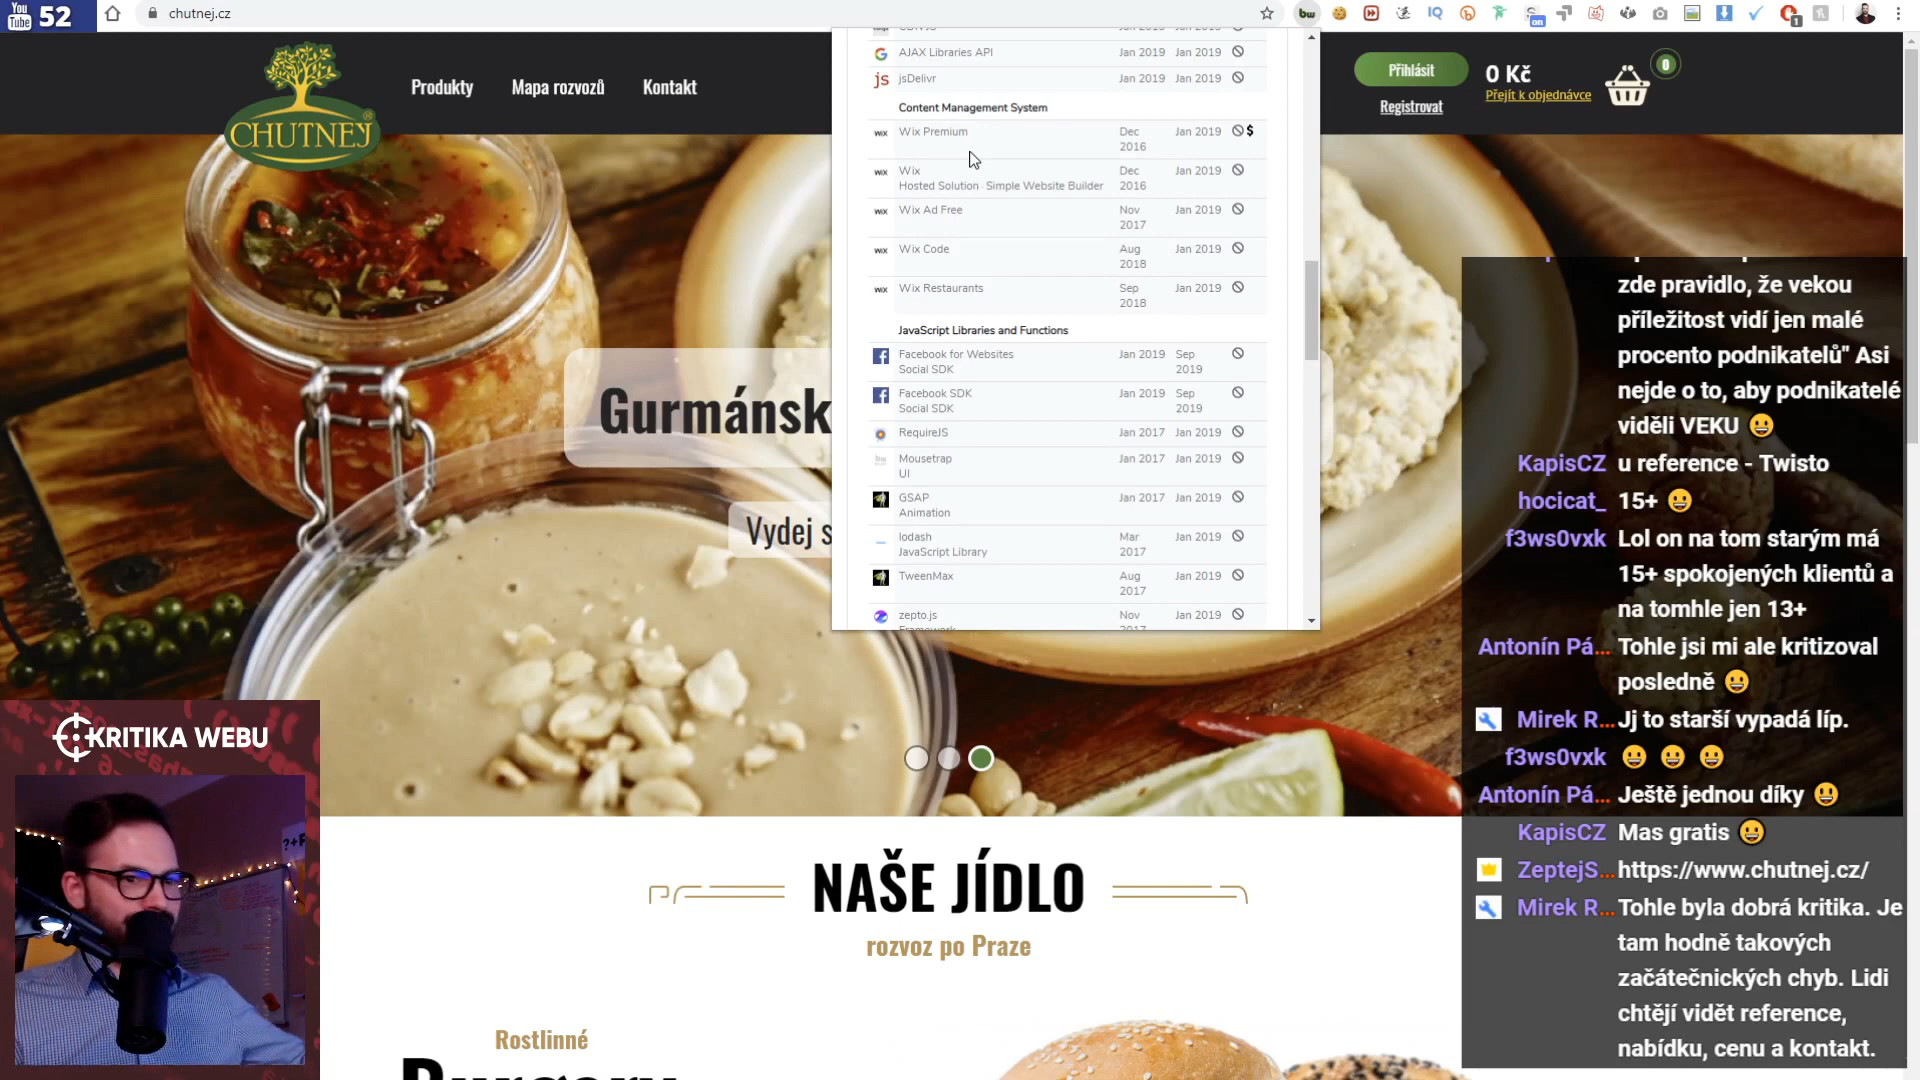 You
Tube
52
chutnej.cz
CHUTNEJ®
Produkty
Mapa rozvozů
Kontakt
Přihlásit
Registrovat
0 Kč
Přejít k objednávce
0
AJAX Libraries API Jan 2019 Jan 2019
js jsDelivr Jan 2019 Jan 2019
Content Management System
WIX Wix Premium Dec 2016 Jan 2019 $
WIX Wix Dec 2016 Jan 2019
Hosted Solution · Simple Website Builder
WIX Wix Ad Free Nov 2017 Jan 2019
WIX Wix Code Aug 2018 Jan 2019
WIX Wix Restaurants Sep 2018 Jan 2019
JavaScript Libraries and Functions
Facebook for Websites Jan 2019 Sep 2019
Social SDK
Facebook SDK Jan 2019 Sep 2019
Social SDK
RequireJS Jan 2017 Jan 2019
Mousetrap Jan 2017 Jan 2019
UI
GSAP Jan 2017 Jan 2019
Animation
lodash Mar 2017 Jan 2019
JavaScript Library
TweenMax Aug 2017 Jan 2019
zepto.js Nov 2017 Jan 2019
Framework
Gurmánsk
Vydej s
NAŠE JÍDLO
rozvoz po Praze
Rostlinné
Burgery
KRITIKA WEBU
zde pravidlo, že vekou
příležitost vidí jen malé
procento podnikatelů" Asi
nejde o to, aby podnikatelé
viděli VEKU 😀
KapisCZ u reference - Twisto
hocicat_ 15+ 😀
f3ws0vxk Lol on na tom starým má
15+ spokojených klientů a
na tomhle jen 13+
Antonín Pá... Tohle jsi mi ale kritizoval
posledně 😀
Mirek R... Jj to starší vypadá líp.
f3ws0vxk 😀 😀 😀
Antonín Pá... Ještě jednou díky 😀
KapisCZ Mas gratis 😀
ZeptejS... https://www.chutnej.cz/
Mirek R... Tohle byla dobrá kritika. Je
tam hodně takových
začátečnických chyb. Lidi
chtějí vidět reference,
nabídku, cenu a kontakt.